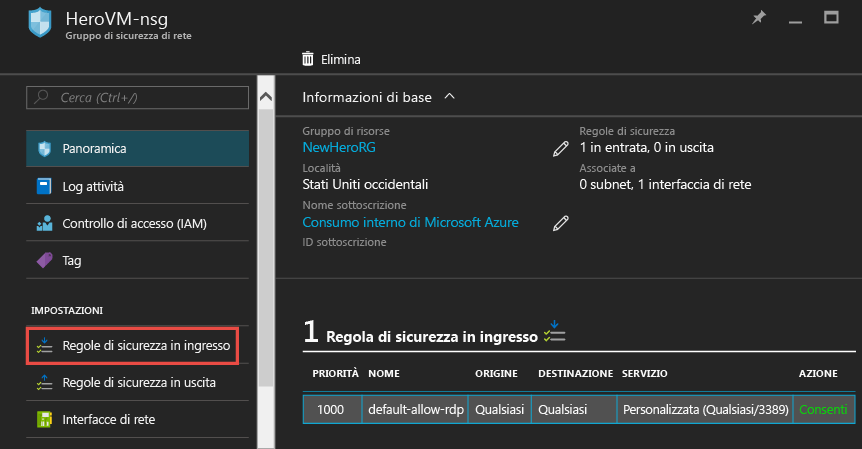 HeroVM-nsg
Gruppo di sicurezza di rete
Elimina
Cerca (Ctrl+/)
Panoramica
Log attività
Controllo di accesso (IAM)
Tag
IMPOSTAZIONI
Regole di sicurezza in ingresso
Regole di sicurezza in uscita
Interfacce di rete
Informazioni di base
Gruppo di risorse
NewHeroRG
Località
Stati Uniti occidentali
Nome sottoscrizione
Consumo interno di Microsoft Azure
ID sottoscrizione
Regole di sicurezza
1 in entrata, 0 in uscita
Associate a
0 subnet, 1 interfaccia di rete
1 Regola di sicurezza in ingresso
PRIORITÀ NOME ORIGINE DESTINAZIONE SERVIZIO AZIONE
1000 default-allow-rdp Qualsiasi Qualsiasi Personalizzata (Qualsiasi/3389) Consenti